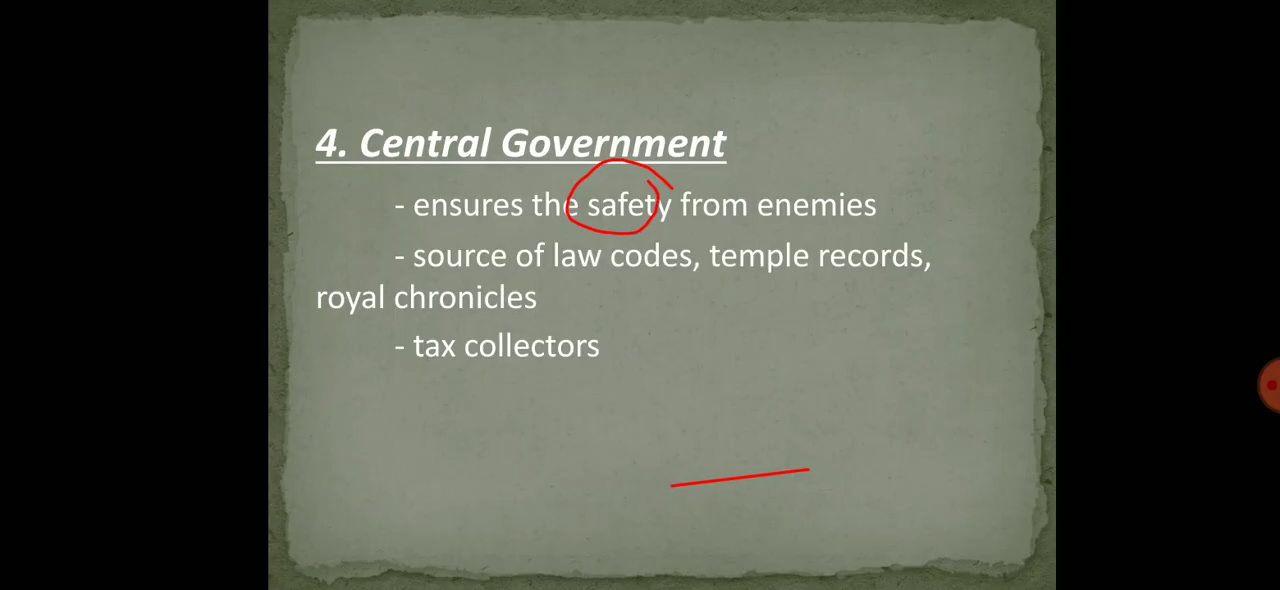 4. Central Government
- ensures the safety from enemies
- source of law codes, temple records,
royal chronicles
- tax collectors